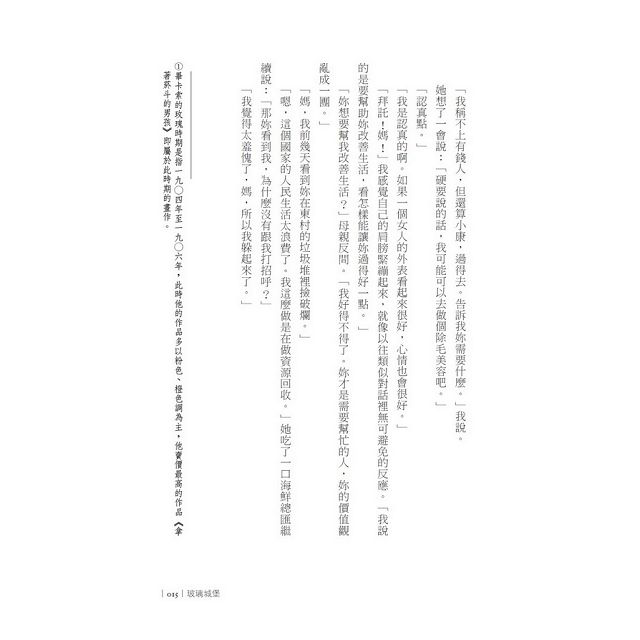 「我稱不上有錢人，但還算小康，過得去。告訴我妳需要什麼。」我說。
她想了一會說：「硬要說的話，我可能可以去做個除毛美容吧。」
「認真點。」
「我是認真的啊。如果一個女人的外表看起來很好，心情也會很好。」
「拜託！媽！」我感覺自己的肩膀緊繃起來，就像以往類似對話裡無可避免的反應。「我說
的是要幫助妳改善生活，看怎樣能讓妳過得好一點。」
「妳想要幫我改善生活？」母親反問。「我好得不得了。妳才是需要幫忙的人，妳的價值觀
亂成一團。」
「媽，我前幾天看到妳在東村的垃圾堆裡撿破爛。」
「嗯，這個國家的人民生活太浪費了。我這麼做是在做資源回收。」她吃了一口海鮮總匯繼
續說：「那妳看到我，為什麼沒有跟我打招呼？」
「我覺得太羞愧了，媽，所以我躲起來了。」
①畢卡索的玫瑰時期是指一九〇四年至一九〇六年，此時他的作品多以粉色、橙色調為主，他賣價最高的作品《拿
著菸斗的男孩》即屬於此時期的畫作。
| 015 | 玻璃城堡